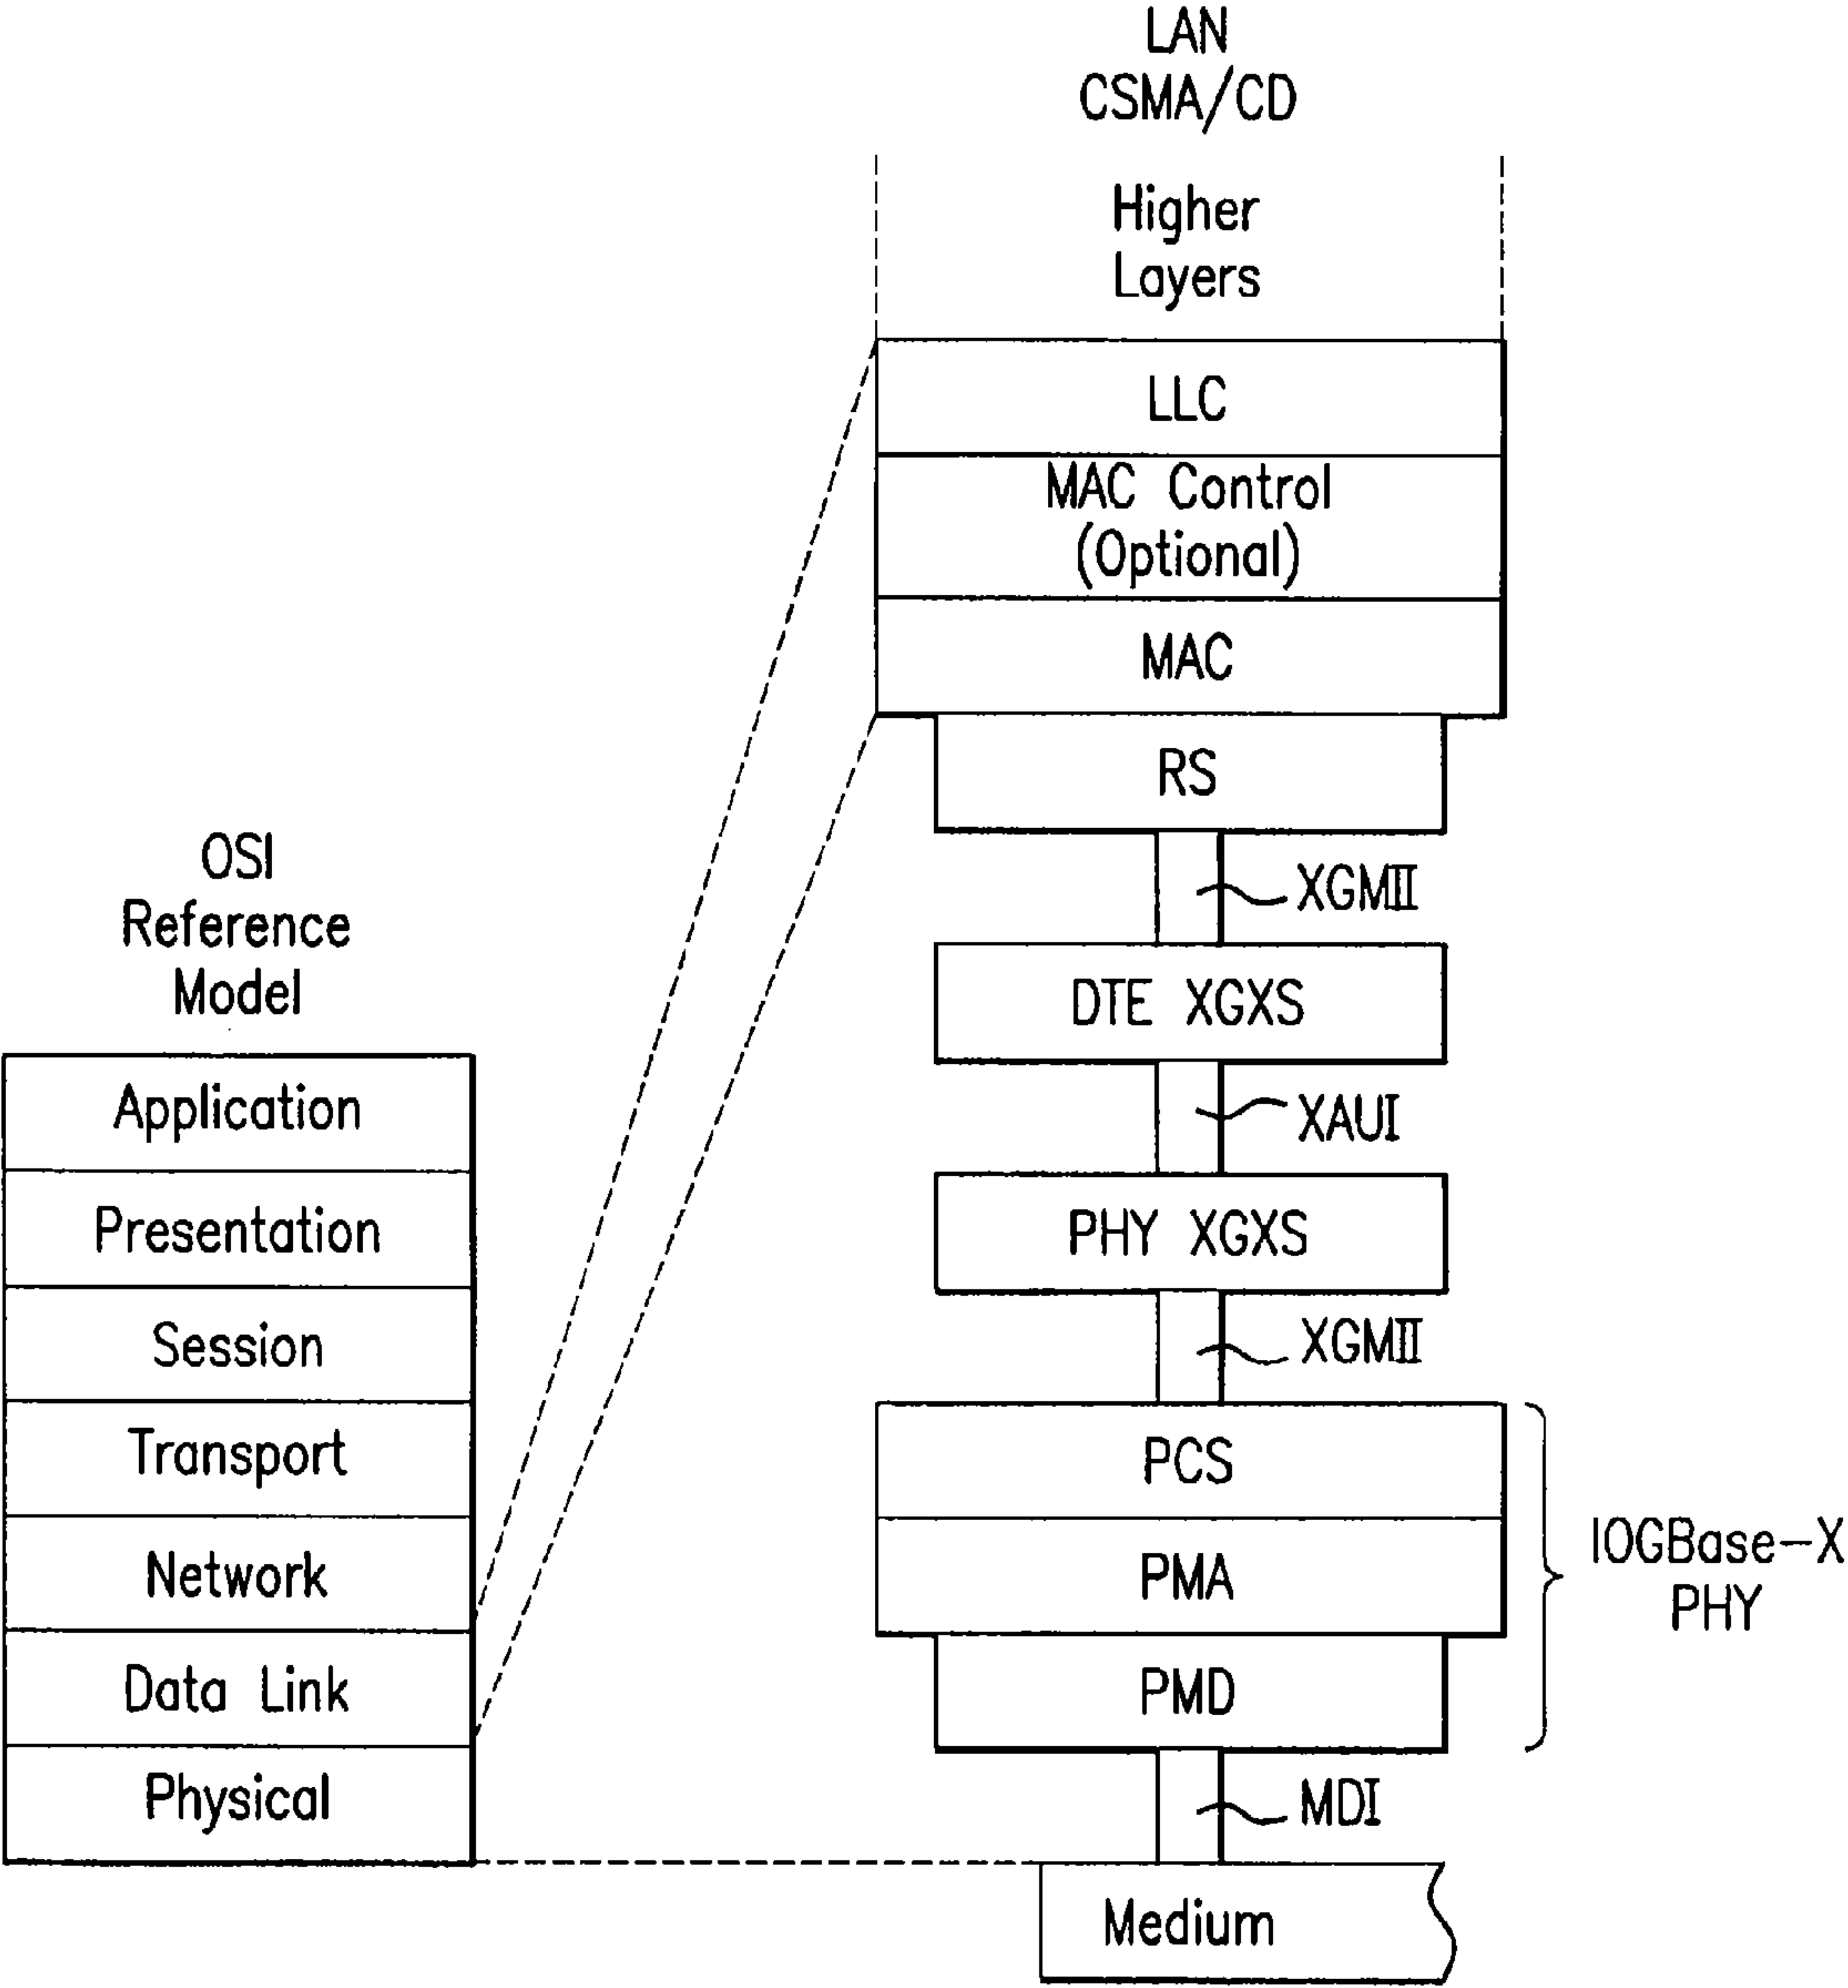 LAN
CSMA/CD
Higher
Layers
LLC
MAC Control
(Optional)
MAC
RS
XGMII
DTE XGXS
XAUI
PHY XGXS
XGMII
PCS
PMA
PMD
10GBase-X
PHY
MDI
Medium
OSI
Reference
Model
Application
Presentation
Session
Transport
Network
Data Link
Physical